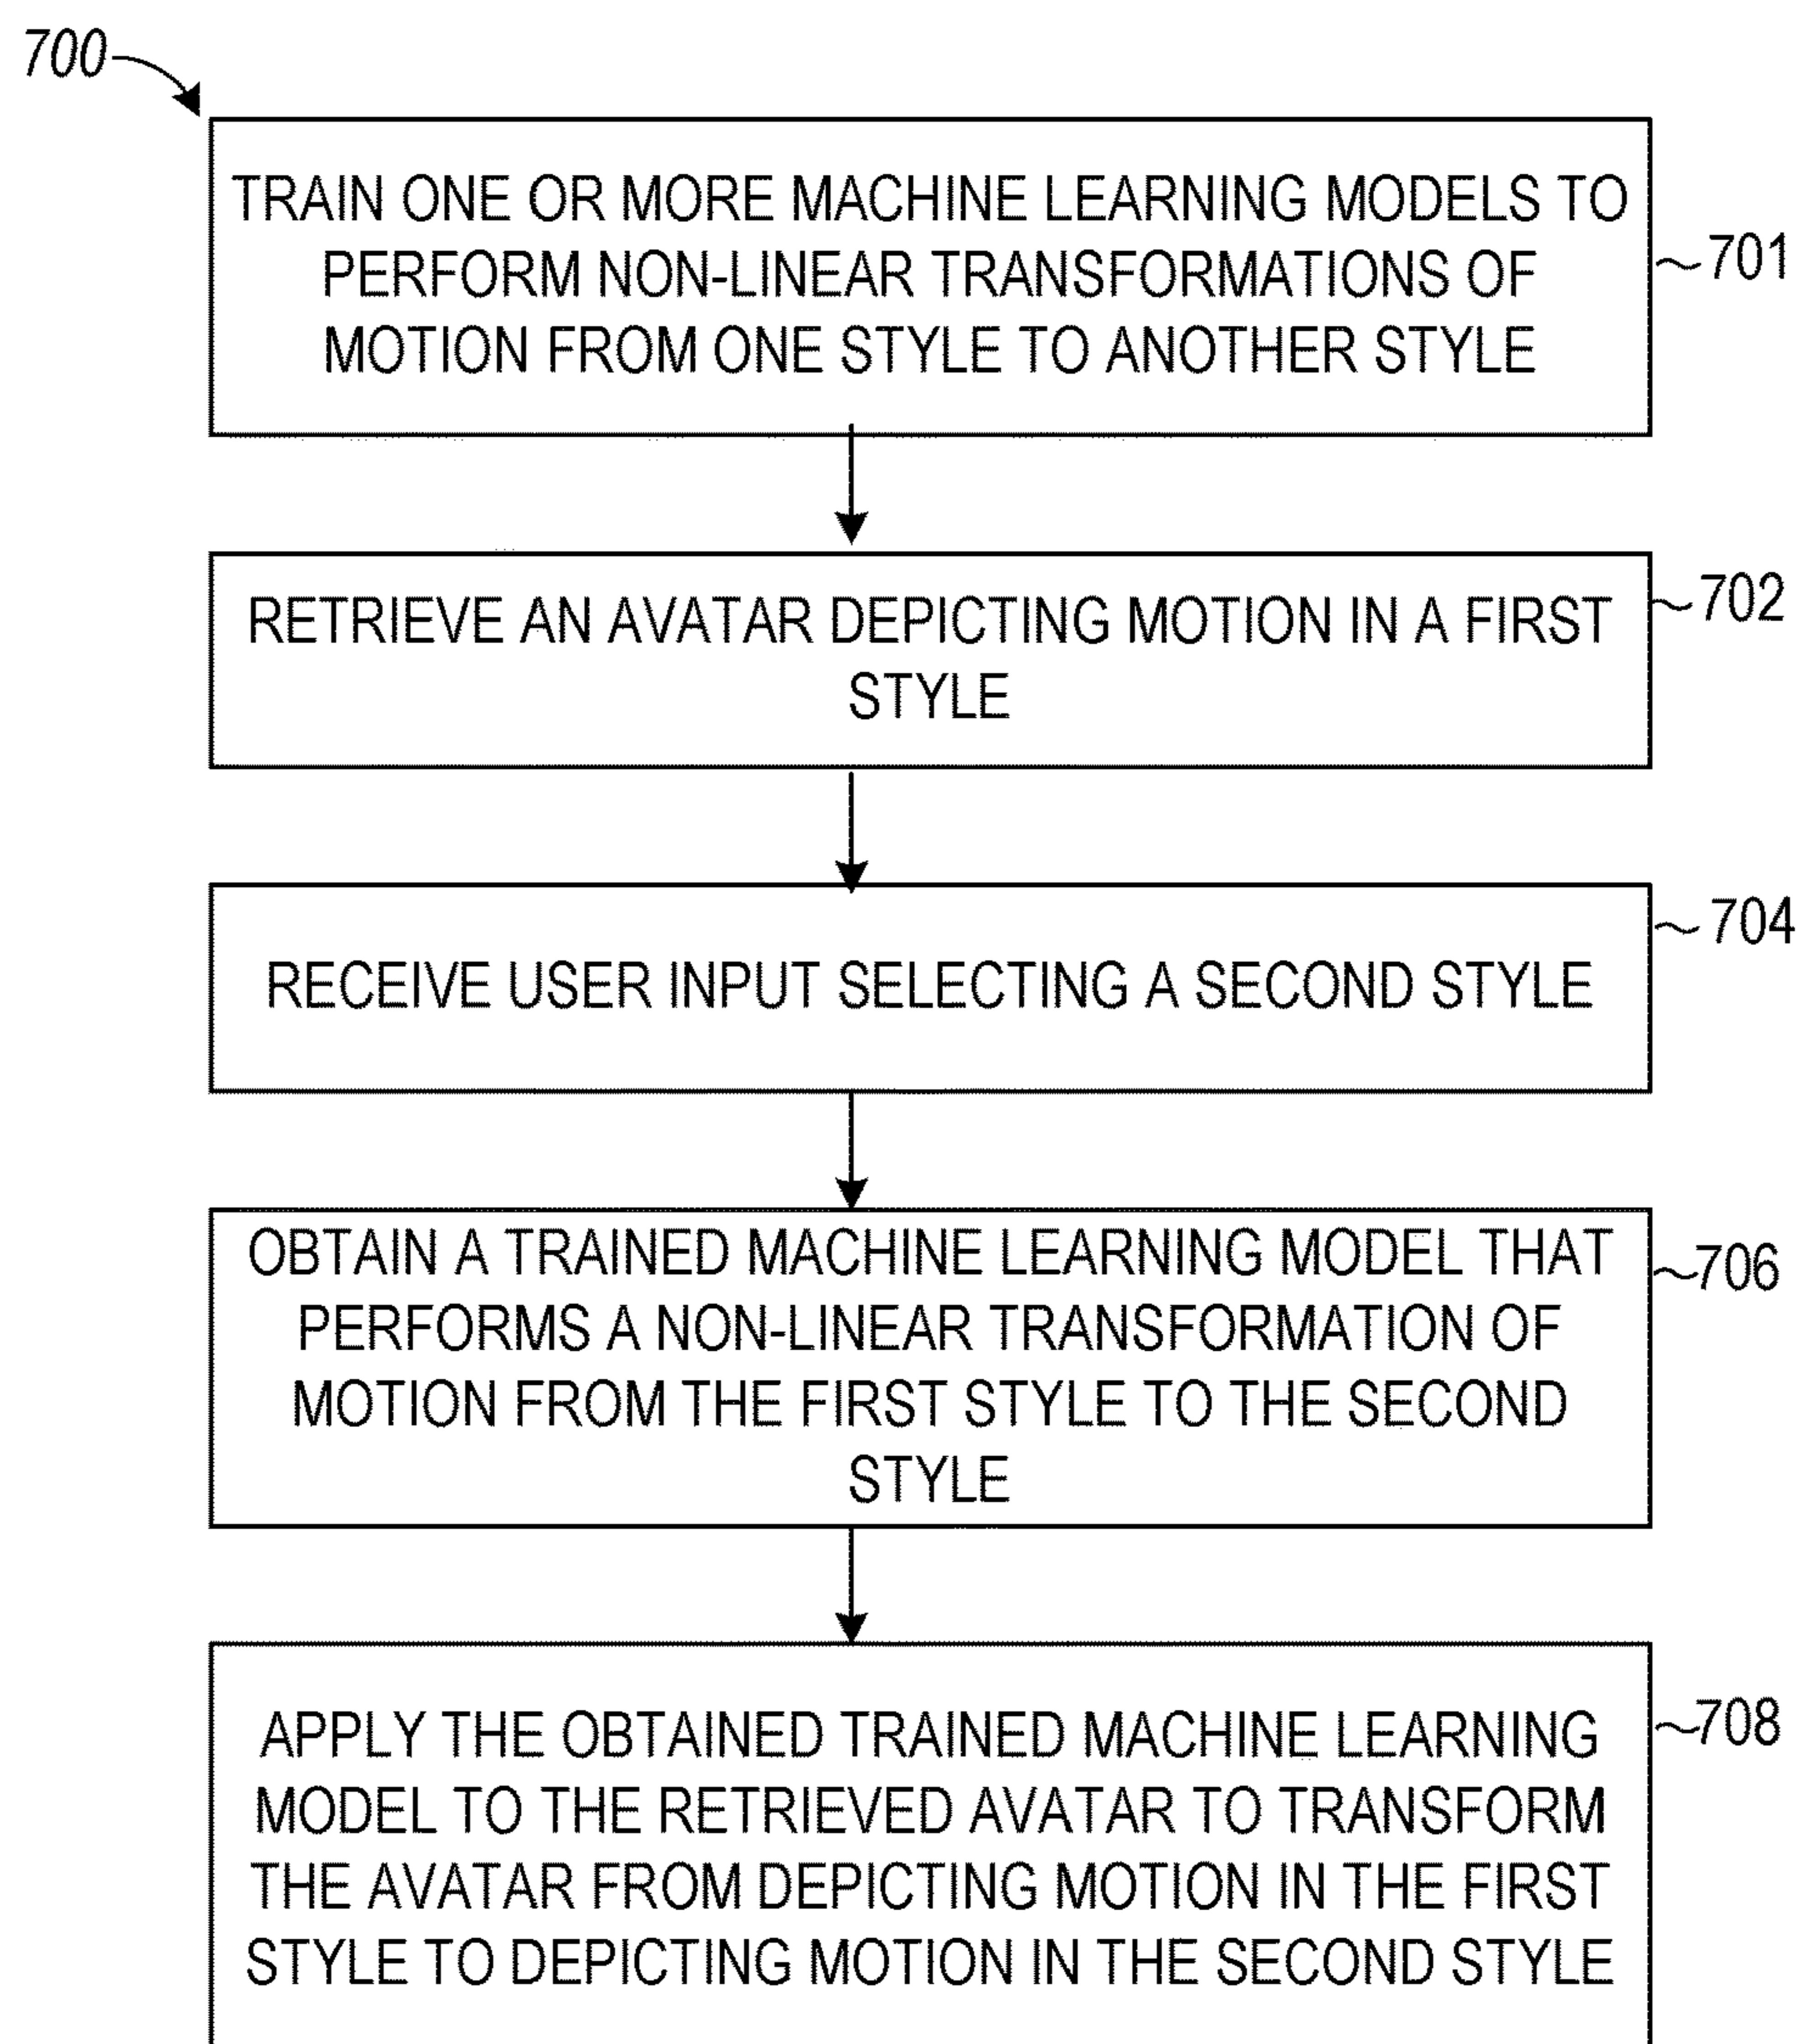 700
TRAIN ONE OR MORE MACHINE LEARNING MODELS TO
PERFORM NON-LINEAR TRANSFORMATIONS OF
MOTION FROM ONE STYLE TO ANOTHER STYLE
701
RETRIEVE AN AVATAR DEPICTING MOTION IN A FIRST
STYLE
702
RECEIVE USER INPUT SELECTING A SECOND STYLE
704
OBTAIN A TRAINED MACHINE LEARNING MODEL THAT
PERFORMS A NON-LINEAR TRANSFORMATION OF
MOTION FROM THE FIRST STYLE TO THE SECOND
STYLE
706
APPLY THE OBTAINED TRAINED MACHINE LEARNING
MODEL TO THE RETRIEVED AVATAR TO TRANSFORM
THE AVATAR FROM DEPICTING MOTION IN THE FIRST
STYLE TO DEPICTING MOTION IN THE SECOND STYLE
708